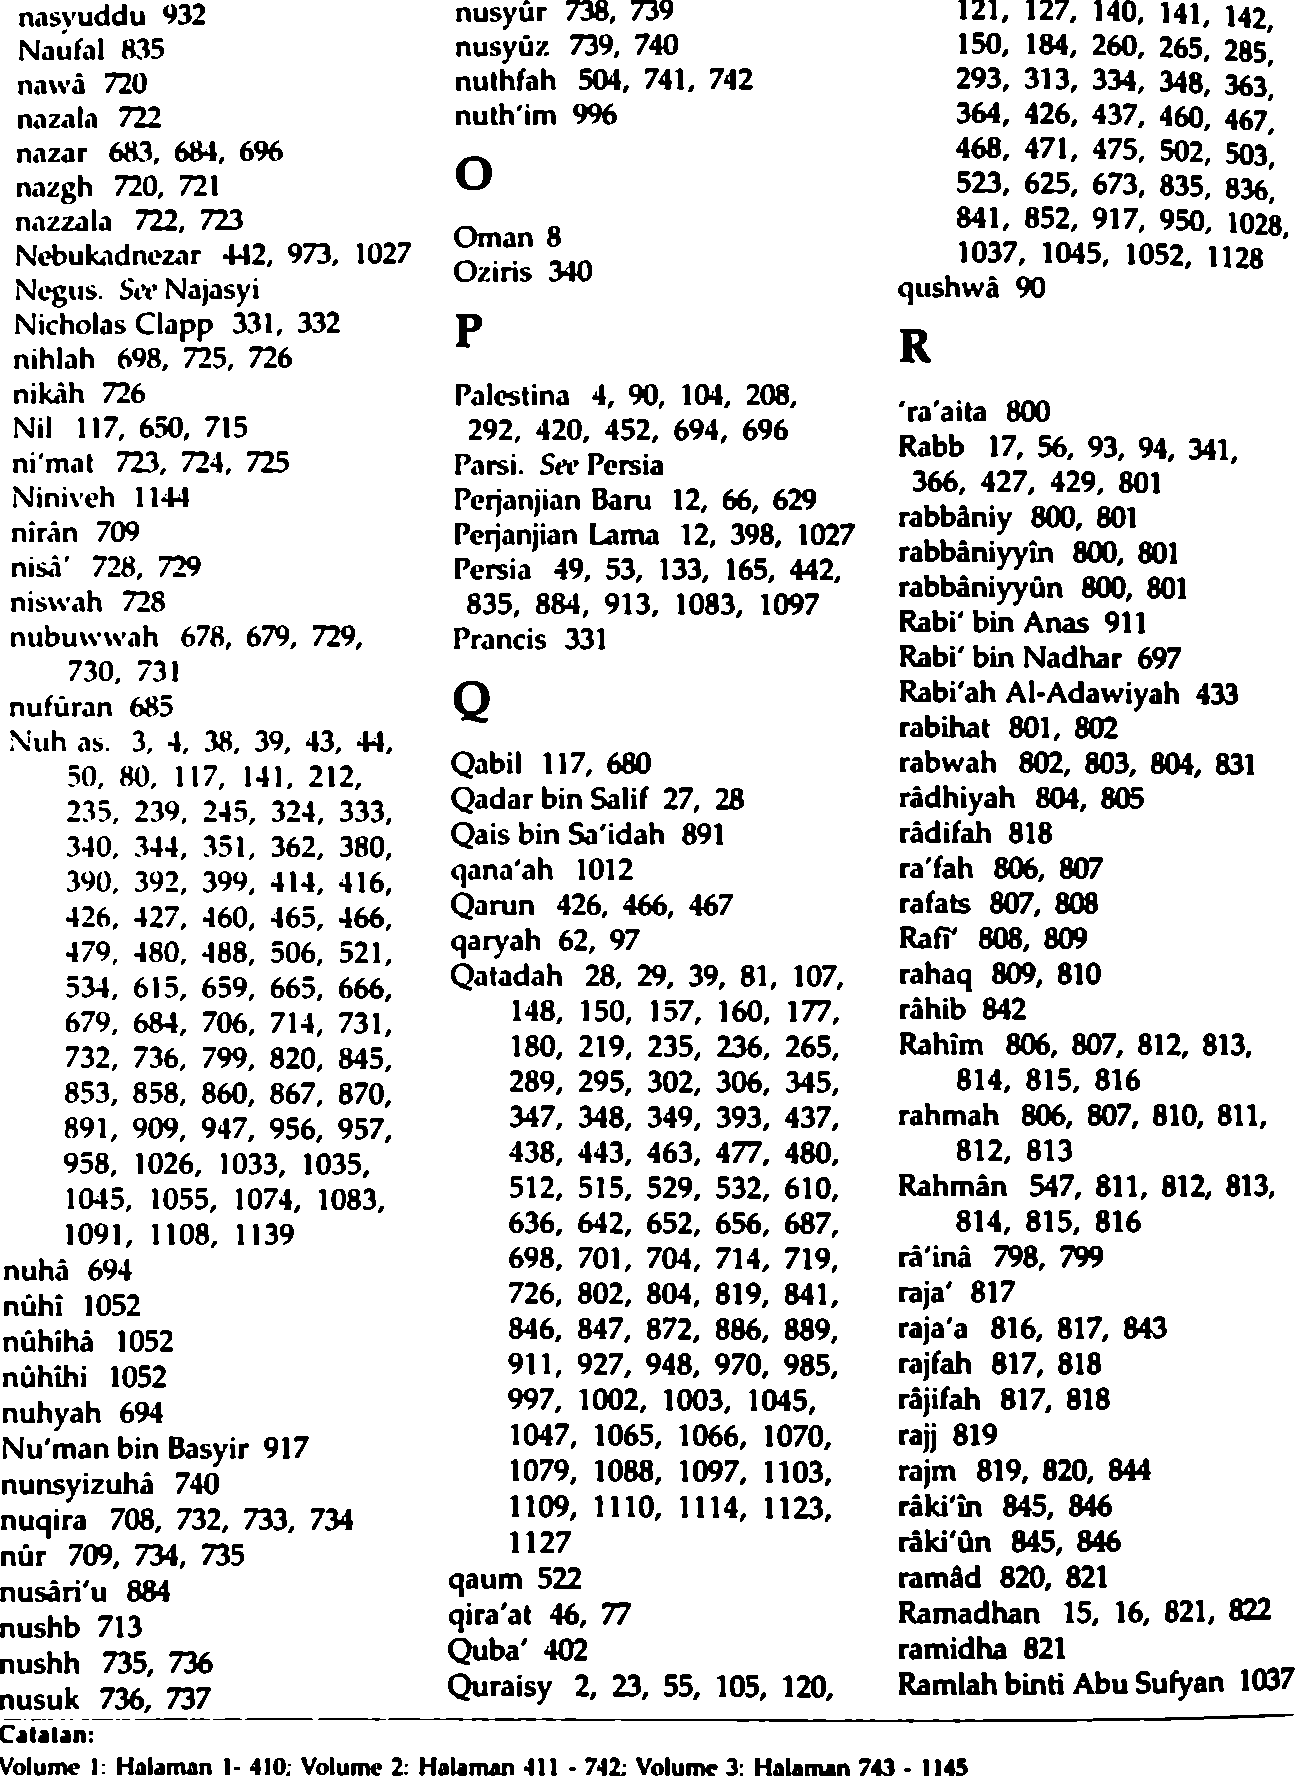 nasyuddu 932
Naufal 835
nawâ 720
nazala 722
nazar 683, 684, 696
nazgh 720, 721
nazzala 722, 723
Nebukadnezar 442, 973, 1027
Negus. See Najasyi
Nicholas Clapp 331, 332
nihlah 698, 725, 726
nikâh 726
Nil 117, 650, 715
ni'mat 723, 724, 725
Niniveh 1144
nîrân 709
nisâ' 728, 729
niswah 728
nubuwwah 678, 679, 729,
730, 731
nufûran 685
Nuh as. 3, 4, 38, 39, 43, 44,
50, 80, 117, 141, 212,
235, 239, 245, 324, 333,
340, 344, 351, 362, 380,
390, 392, 399, 414, 416,
426, 427, 460, 465, 466,
479, 480, 488, 506, 521,
534, 615, 659, 665, 666,
679, 684, 706, 714, 731,
732, 736, 799, 820, 845,
853, 858, 860, 867, 870,
891, 909, 947, 956, 957,
958, 1026, 1033, 1035,
1045, 1055, 1074, 1083,
1091, 1108, 1139
nuhâ 694
nûhî 1052
nûhîhâ 1052
nûhîhi 1052
nuhyah 694
Nu'man bin Basyir 917
nunsyizuhâ 740
nuqira 708, 732, 733, 734
nûr 709, 734, 735
nusâri'u 884
nushb 713
nushh 735, 736
nusuk 736, 737
nusyûr 738, 739
nusyûz 739, 740
nuthfah 504, 741, 742
nuth'im 996
O
Oman 8
Oziris 340
P
Palestina 4, 90, 104, 208,
292, 420, 452, 694, 696
Parsi. See Persia
Perjanjian Baru 12, 66, 629
Perjanjian Lama 12, 398, 1027
Persia 49, 53, 133, 165, 442,
835, 884, 913, 1083, 1097
Prancis 331
Q
Qabil 117, 680
Qadar bin Salif 27, 28
Qais bin Sa'idah 891
qana'ah 1012
Qarun 426, 466, 467
qaryah 62, 97
Qatadah 28, 29, 39, 81, 107,
148, 150, 157, 160, 177,
180, 219, 235, 236, 265,
289, 295, 302, 306, 345,
347, 348, 349, 393, 437,
438, 443, 463, 477, 480,
512, 515, 529, 532, 610,
636, 642, 652, 656, 687,
698, 701, 704, 714, 719,
726, 802, 804, 819, 841,
846, 847, 872, 886, 889,
911, 927, 948, 970, 985,
997, 1002, 1003, 1045,
1047, 1065, 1066, 1070,
1079, 1088, 1097, 1103,
1109, 1110, 1114, 1123,
1127
qaum 522
qira'at 46, 77
Quba' 402
Quraisy 2, 23, 55, 105, 120,
121, 127, 140, 141, 142,
150, 184, 260, 265, 285,
293, 313, 334, 348, 363,
364, 426, 437, 460, 467,
468, 471, 475, 502, 503,
523, 625, 673, 835, 836,
841, 852, 917, 950, 1028,
1037, 1045, 1052, 1128
qushwâ 90
R
'ra'aita 800
Rabb 17, 56, 93, 94, 341,
366, 427, 429, 801
rabbâniy 800, 801
rabbâniyyîn 800, 801
rabbâniyyûn 800, 801
Rabi' bin Anas 911
Rabi' bin Nadhar 697
Rabi'ah Al-Adawiyah 433
rabihat 801, 802
rabwah 802, 803, 804, 831
râdhiyah 804, 805
râdifah 818
ra'fah 806, 807
rafats 807, 808
Rafî' 808, 809
rahaq 809, 810
râhib 842
Rahîm 806, 807, 812, 813,
814, 815, 816
rahmah 806, 807, 810, 811,
812, 813
Rahmân 547, 811, 812, 813,
814, 815, 816
râ'inâ 798, 799
raja' 817
raja'a 816, 817, 843
rajfah 817, 818
râjifah 817, 818
rajj 819
rajm 819, 820, 844
râki'în 845, 846
râki'ûn 845, 846
ramâd 820, 821
Ramadhan 15, 16, 821, 822
ramidha 821
Ramlah binti Abu Sufyan 1037
Catatan:
Volume 1: Halaman 1- 410; Volume 2: Halaman 411 - 742; Volume 3: Halaman 743 - 1145